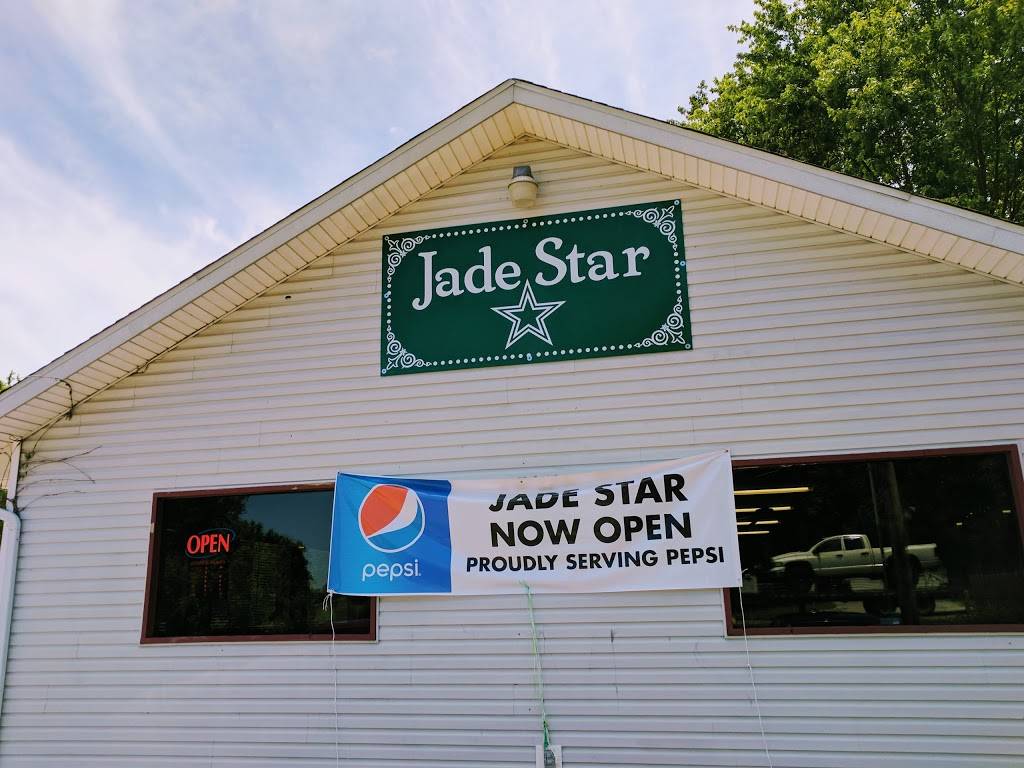 Jade Star
OPEN
pepsi
JADE STAR
NOW OPEN
PROUDLY SERVING PEPSI